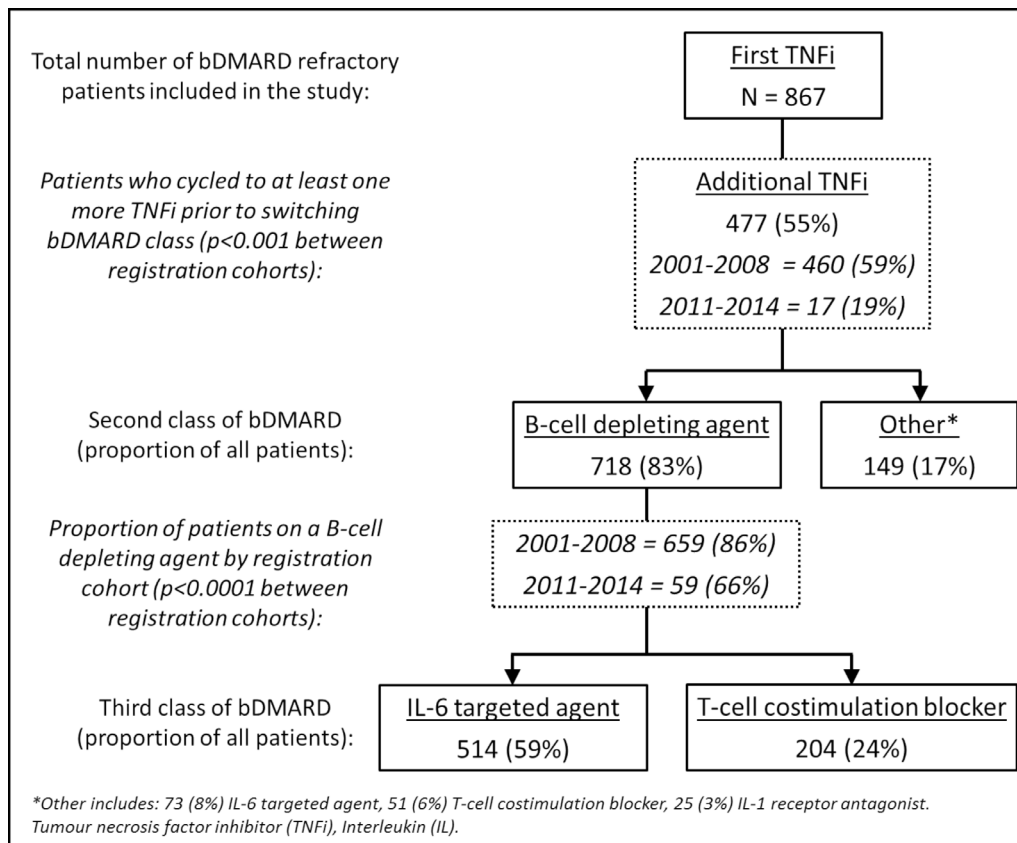 Total number of bDMARD refractory
patients included in the study:
First TNFi
N = 867
Patients who cycled to at least one
more TNFi prior to switching
bDMARD class (p<0.001 between
registration cohorts):
Additional TNFi
477 (55%)
2001-2008 = 460 (59%)
2011-2014 = 17 (19%)
Second class of bDMARD
(proportion of all patients):
B-cell depleting agent
718 (83%)
Other*
149 (17%)
Proportion of patients on a B-cell
depleting agent by registration
cohort (p<0.0001 between
registration cohorts):
2001-2008 = 659 (86%)
2011-2014 = 59 (66%)
Third class of bDMARD
(proportion of all patients):
IL-6 targeted agent
514 (59%)
T-cell costimulation blocker
204 (24%)
*Other includes: 73 (8%) IL-6 targeted agent, 51 (6%) T-cell costimulation blocker, 25 (3%) IL-1 receptor antagonist.
Tumour necrosis factor inhibitor (TNFi), Interleukin (IL).